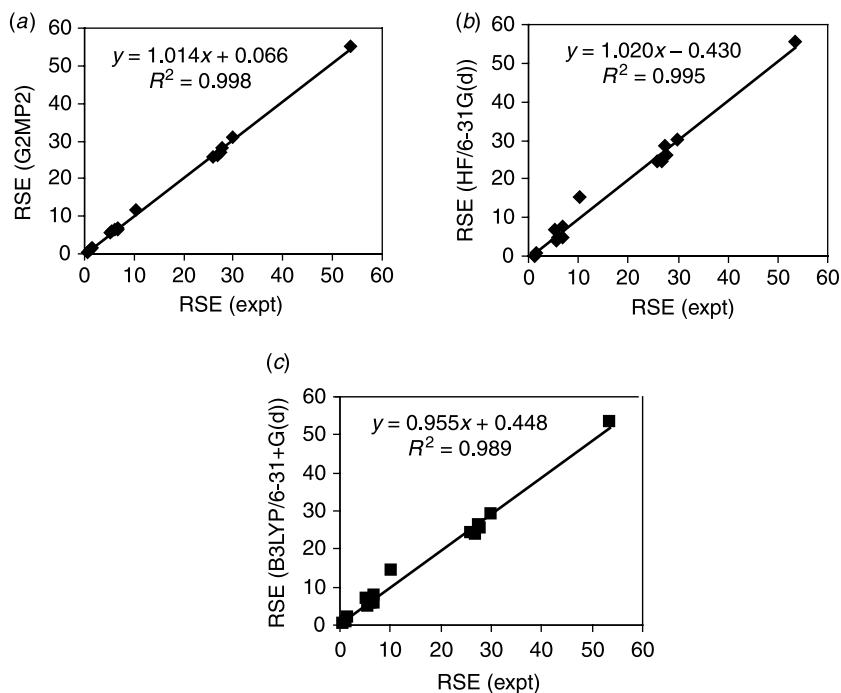 (a)
60
50
40
30
20
10
0
RSE (G2MP2)
y = 1.014x + 0.066
R² = 0.998
0 10 20 30 40 50 60
RSE (expt)
(b)
60
50
40
30
20
10
0
RSE (HF/6-31G(d))
y = 1.020x – 0.430
R² = 0.995
0 10 20 30 40 50 60
RSE (expt)
(c)
60
50
40
30
20
10
0
RSE (B3LYP/6-31+G(d))
y = 0.955x + 0.448
R² = 0.989
0 10 20 30 40 50 60
RSE (expt)